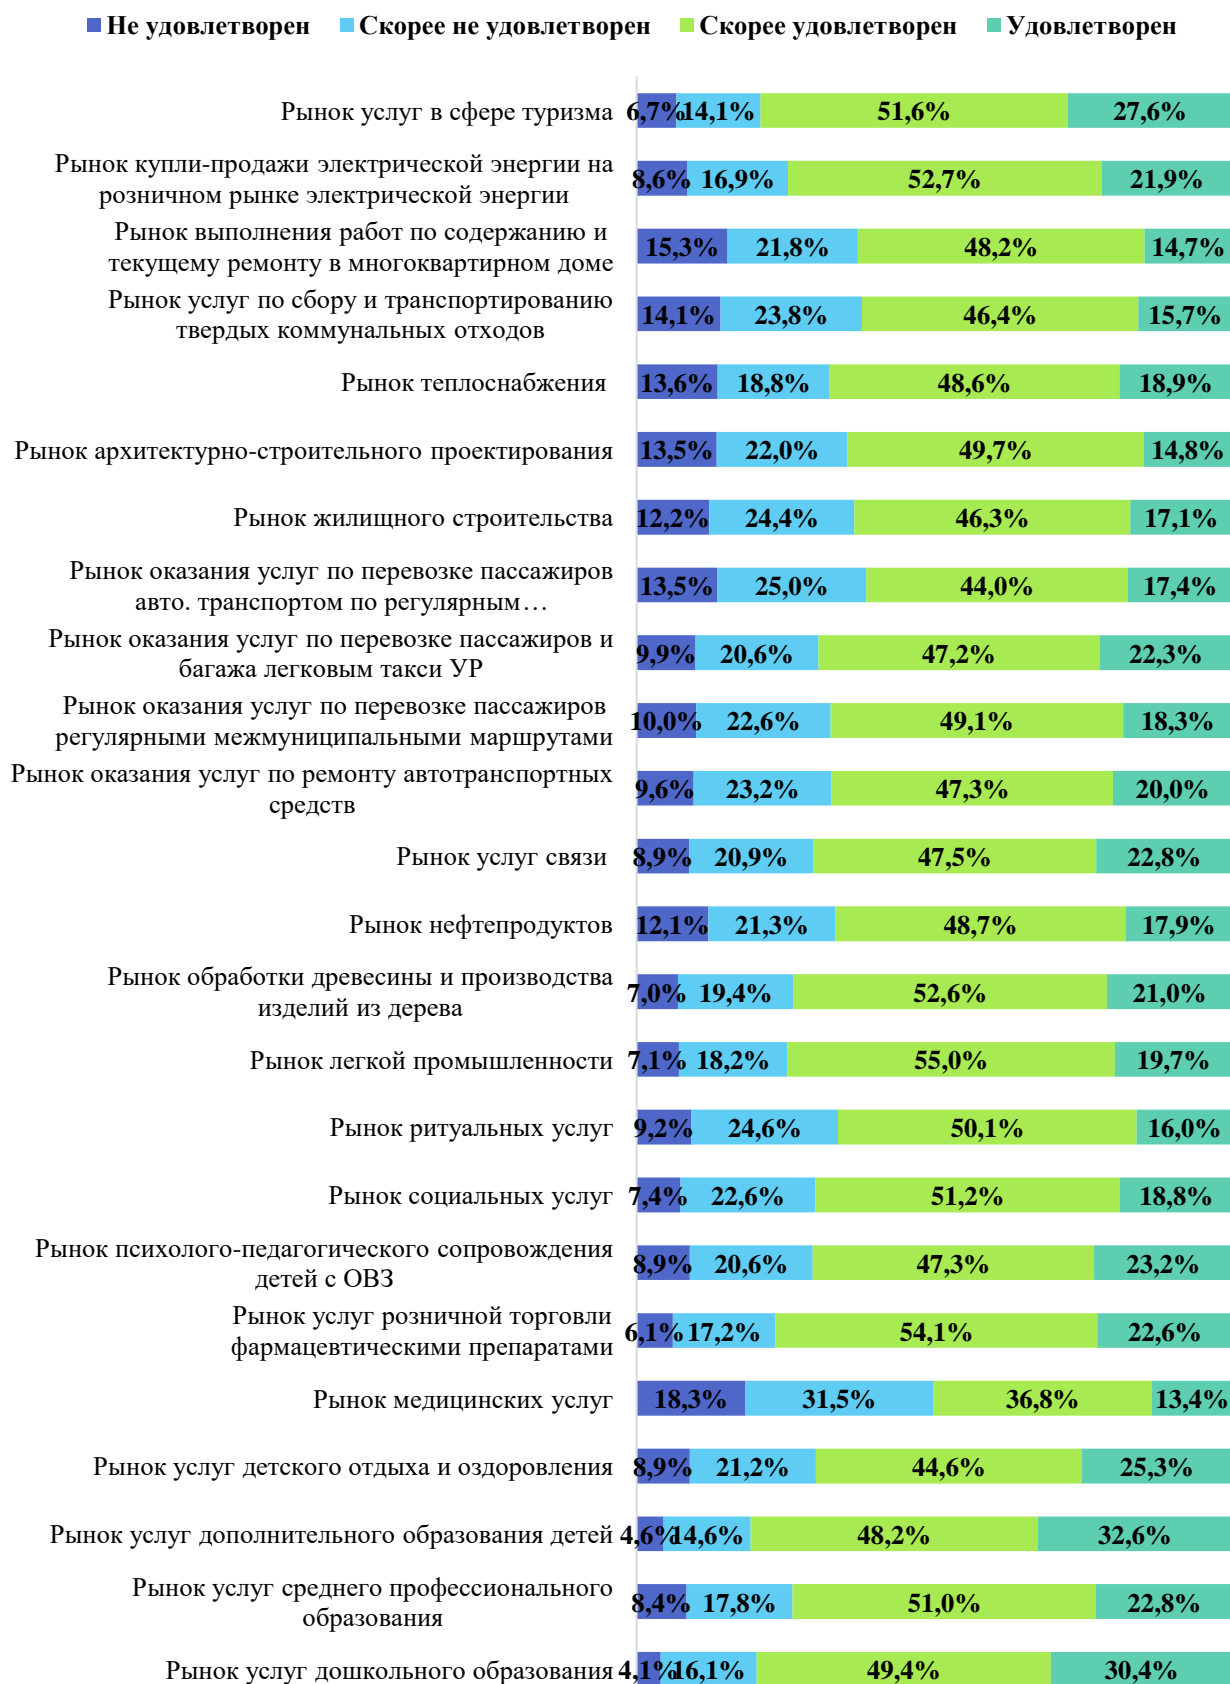 Не удовлетворен Скорее не удовлетворен Скорее удовлетворен Удовлетворен
Рынок услуг в сфере туризма 6,7% 14,1% 51,6% 27,6%
Рынок купли-продажи электрической энергии на
розничном рынке электрической энергии
8,6% 16,9% 52,7% 21,9%
Рынок выполнения работ по содержанию и
текущему ремонту в многоквартирном доме
15,3% 21,8% 48,2% 14,7%
Рынок услуг по сбору и транспортированию
твердых коммунальных отходов
14,1% 23,8% 46,4% 15,7%
Рынок теплоснабжения 13,6% 18,8% 48,6% 18,9%
Рынок архитектурно-строительного проектирования 13,5% 22,0% 49,7% 14,8%
Рынок жилищного строительства 12,2% 24,4% 46,3% 17,1%
Рынок оказания услуг по перевозке пассажиров
авто. транспортом по регулярным…
13,5% 25,0% 44,0% 17,4%
Рынок оказания услуг по перевозке пассажиров и
багажа легковым такси УР
9,9% 20,6% 47,2% 22,3%
Рынок оказания услуг по перевозке пассажиров
регулярными межмуниципальными маршрутами
10,0% 22,6% 49,1% 18,3%
Рынок оказания услуг по ремонту автотранспортных
средств
9,6% 23,2% 47,3% 20,0%
Рынок услуг связи 8,9% 20,9% 47,5% 22,8%
Рынок нефтепродуктов 12,1% 21,3% 48,7% 17,9%
Рынок обработки древесины и производства
изделий из дерева
7,0% 19,4% 52,6% 21,0%
Рынок легкой промышленности 7,1% 18,2% 55,0% 19,7%
Рынок ритуальных услуг 9,2% 24,6% 50,1% 16,0%
Рынок социальных услуг 7,4% 22,6% 51,2% 18,8%
Рынок психолого-педагогического сопровождения
детей с ОВЗ
8,9% 20,6% 47,3% 23,2%
Рынок услуг розничной торговли
фармацевтическими препаратами
6,1% 17,2% 54,1% 22,6%
Рынок медицинских услуг 18,3% 31,5% 36,8% 13,4%
Рынок услуг детского отдыха и оздоровления 8,9% 21,2% 44,6% 25,3%
Рынок услуг дополнительного образования детей 4,6% 14,6% 48,2% 32,6%
Рынок услуг среднего профессионального
образования
8,4% 17,8% 51,0% 22,8%
Рынок услуг дошкольного образования 4,1% 16,1% 49,4% 30,4%